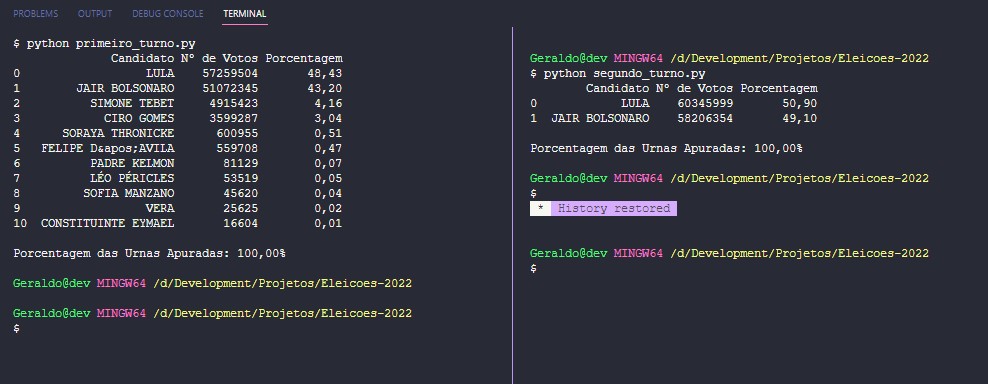 PROBLEMS OUTPUT DEBUG CONSOLE TERMINAL
$ python primeiro_turno.py
Candidato Nº de Votos Porcentagem
0 LULA 57259504 48,43
1 JAIR BOLSONARO 51072345 43,20
2 SIMONE TEBET 4915423 4,16
3 CIRO GOMES 3599287 3,04
4 SORAYA THRONICKE 600955 0,51
5 FELIPE D&apos;AVILA 559708 0,47
6 PADRE KELMON 81129 0,07
7 LÉO PÉRICLES 53519 0,05
8 SOFIA MANZANO 45620 0,04
9 VERA 25625 0,02
10 CONSTITUINTE EYMAEL 16604 0,01
Porcentagem das Urnas Apuradas: 100,00%
Geraldo@dev MINGW64 /d/Development/Projetos/Eleicoes-2022
Geraldo@dev MINGW64 /d/Development/Projetos/Eleicoes-2022
$
Geraldo@dev MINGW64 /d/Development/Projetos/Eleicoes-2022
$ python segundo_turno.py
Candidato Nº de Votos Porcentagem
0 LULA 60345999 50,90
1 JAIR BOLSONARO 58206354 49,10
Porcentagem das Urnas Apuradas: 100,00%
Geraldo@dev MINGW64 /d/Development/Projetos/Eleicoes-2022
$
* History restored
Geraldo@dev MINGW64 /d/Development/Projetos/Eleicoes-2022
$